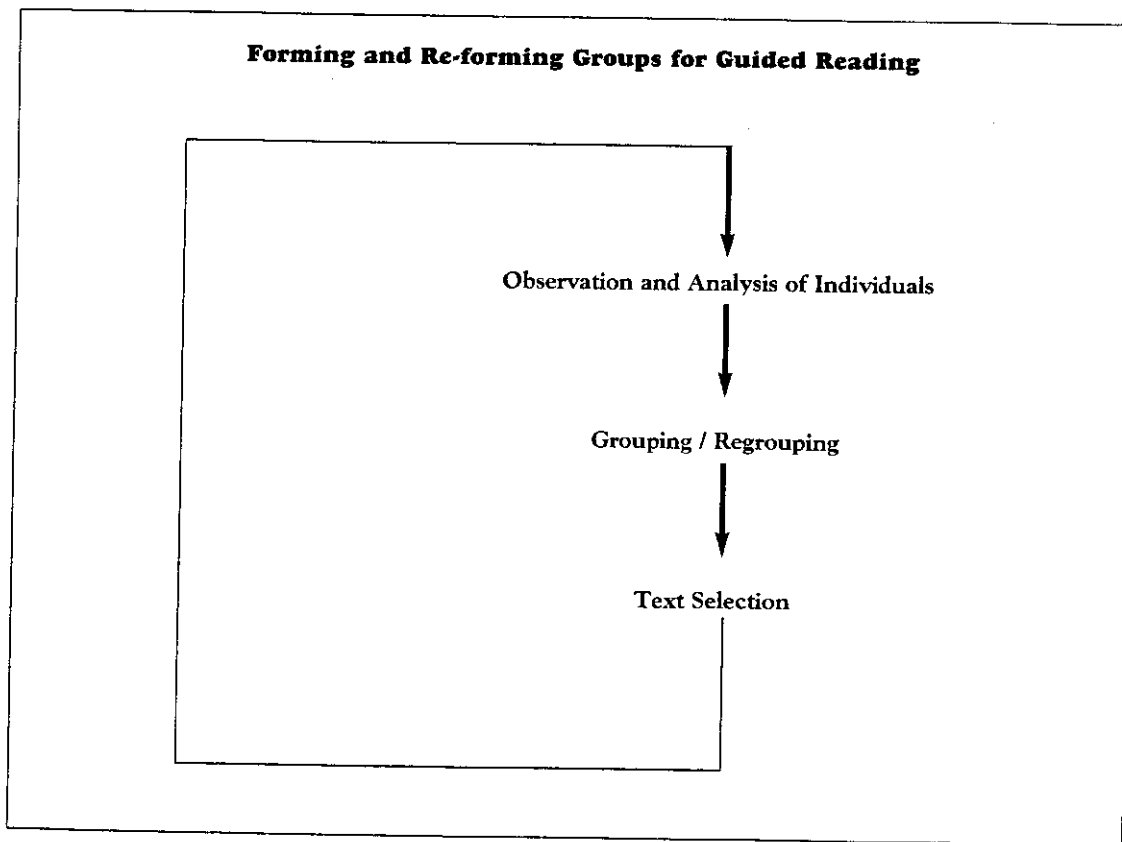 Forming and Re-forming Groups for Guided Reading
Observation and Analysis of Individuals
Grouping / Regrouping
Text Selection